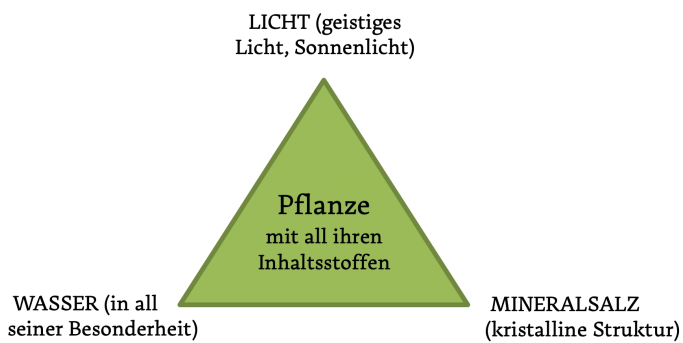 LICHT (geistiges
Licht, Sonnenlicht)
Pflanze
mit all ihren
Inhaltsstoffen
WASSER (in all
seiner Besonderheit)
MINERALSALZ
(kristalline Struktur)